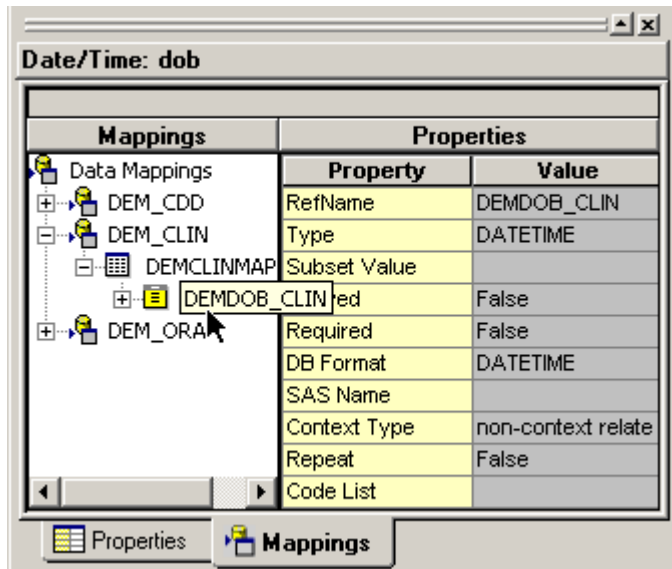 Date/Time: dob
Mappings Properties
Data Mappings Property Value
DEM_CDD RefName DEMDOB_CLIN
DEM_CLIN Type DATETIME
DEMCLINMAP Subset Value
DEMDOB_CLIN False
DEM_ORA Required False
DB Format DATETIME
SAS Name
Context Type non-context relate
Repeat False
Code List
Properties Mappings